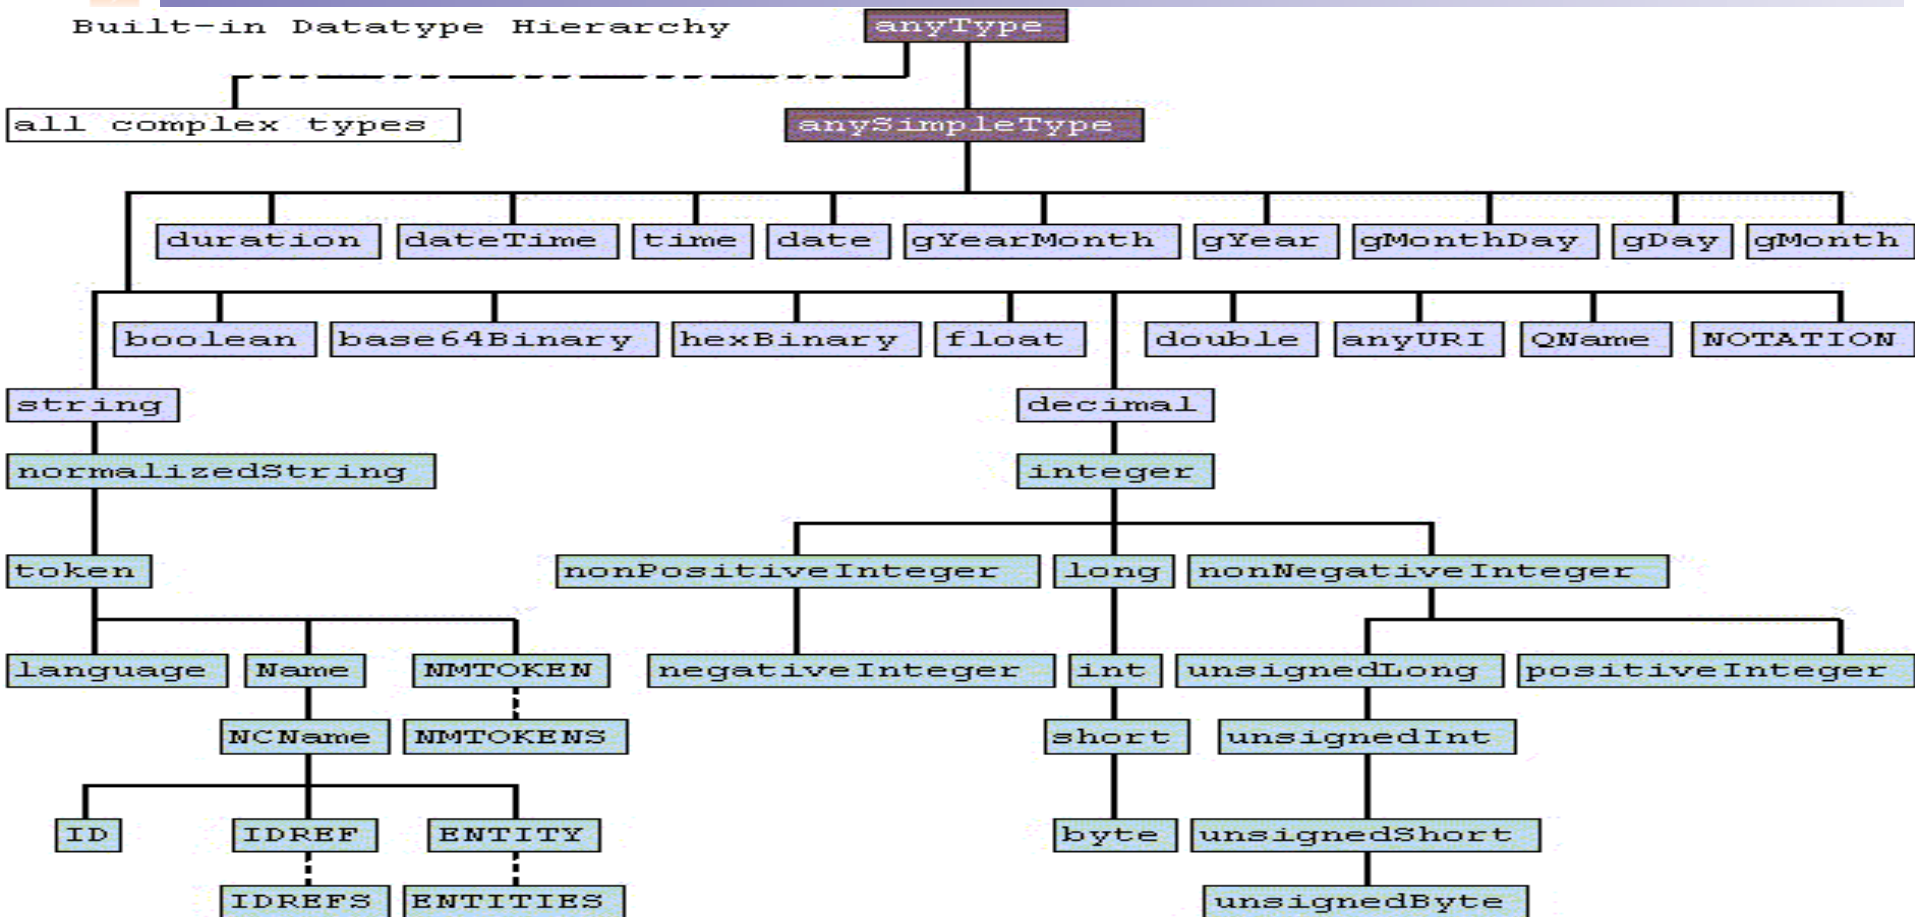 Built-in Datatype Hierarchy
anyType
all complex types
anySimpleType
duration
dateTime
time
date
gYearMonth
gYear
gMonthDay
gDay
gMonth
boolean
base64Binary
hexBinary
float
double
anyURI
QName
NOTATION
string
decimal
normalizedString
integer
token
nonPositiveInteger
long
nonNegativeInteger
language
Name
NMTOKEN
negativeInteger
int
unsignedLong
positiveInteger
NCName
NMTOKENS
short
unsignedInt
ID
IDREF
ENTITY
byte
unsignedShort
IDREFS
ENTITIES
unsignedByte